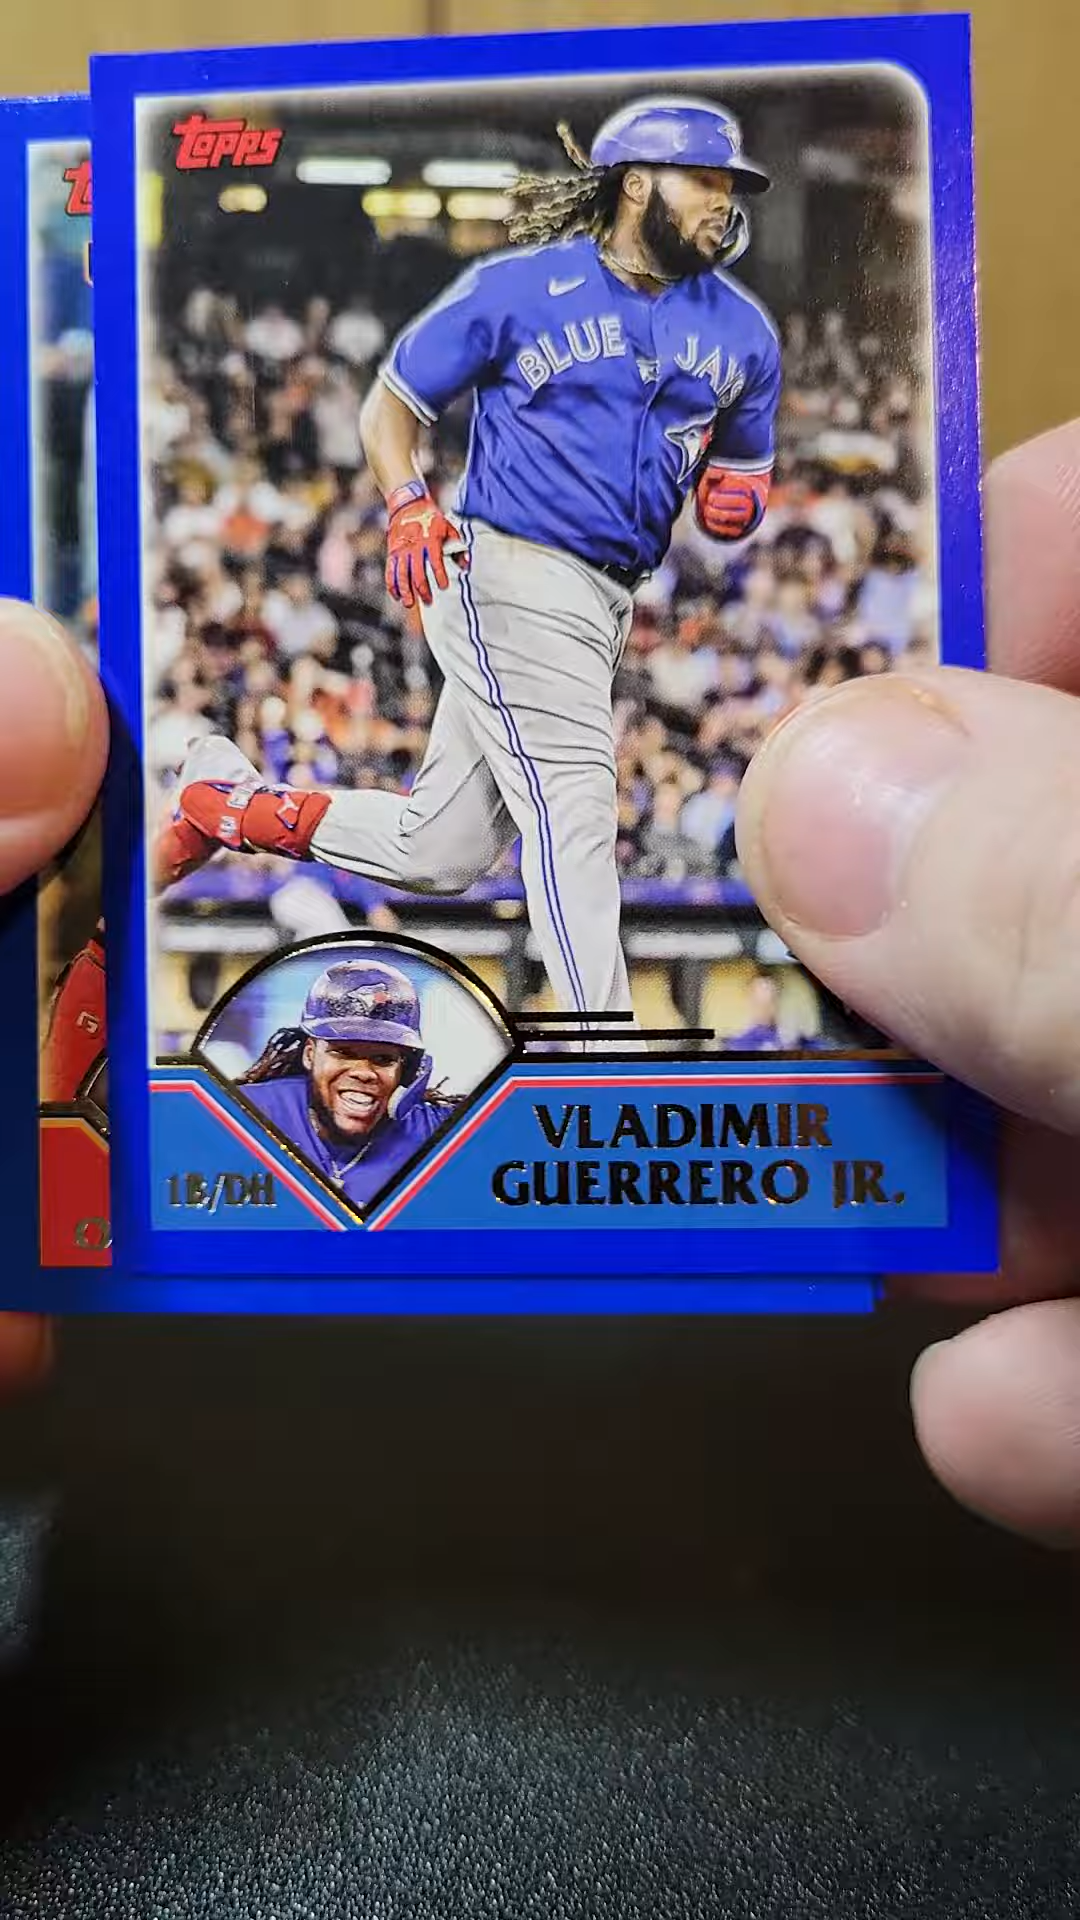 Topps
BLUE JAYS
VLADIMIR
GUERRERO JR.
1B/DH